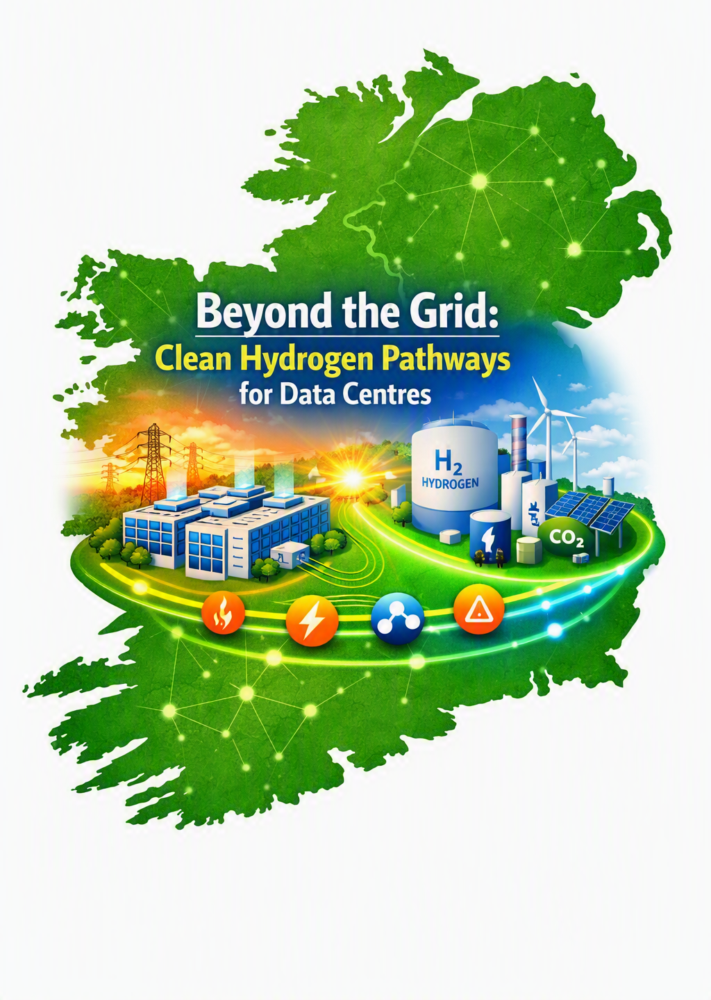 Beyond the Grid:
Clean Hydrogen Pathways
for Data Centres
H2
HYDROGEN
CO2